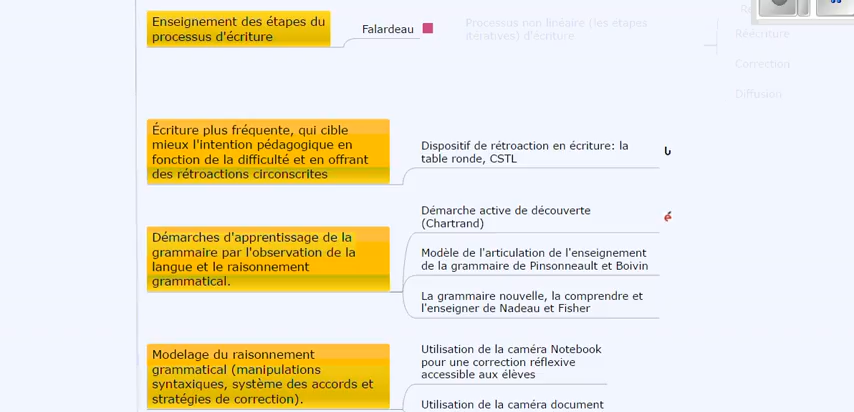 Enseignement des étapes du
processus d'écriture
Falardeau
Processus non linéaire (les étapes
itératives) d'écriture
Réécriture
Correction
Diffusion
Écriture plus fréquente, qui cible
mieux l'intention pédagogique en
fonction de la difficulté et en offrant
des rétroactions circonscrites
Dispositif de rétroaction en écriture: la
table ronde, CSTL
Démarches d'apprentissage de la
grammaire par l'observation de la
langue et le raisonnement
grammatical.
Démarche active de découverte
(Chartrand)
é
Modèle de l'articulation de l'enseignement
de la grammaire de Pinsonneault et Boivin
La grammaire nouvelle, la comprendre et
l'enseigner de Nadeau et Fisher
Modelage du raisonnement
grammatical (manipulations
syntaxiques, système des accords et
stratégies de correction).
Utilisation de la caméra Notebook
pour une correction réflexive
accessible aux élèves
Utilisation de la caméra document